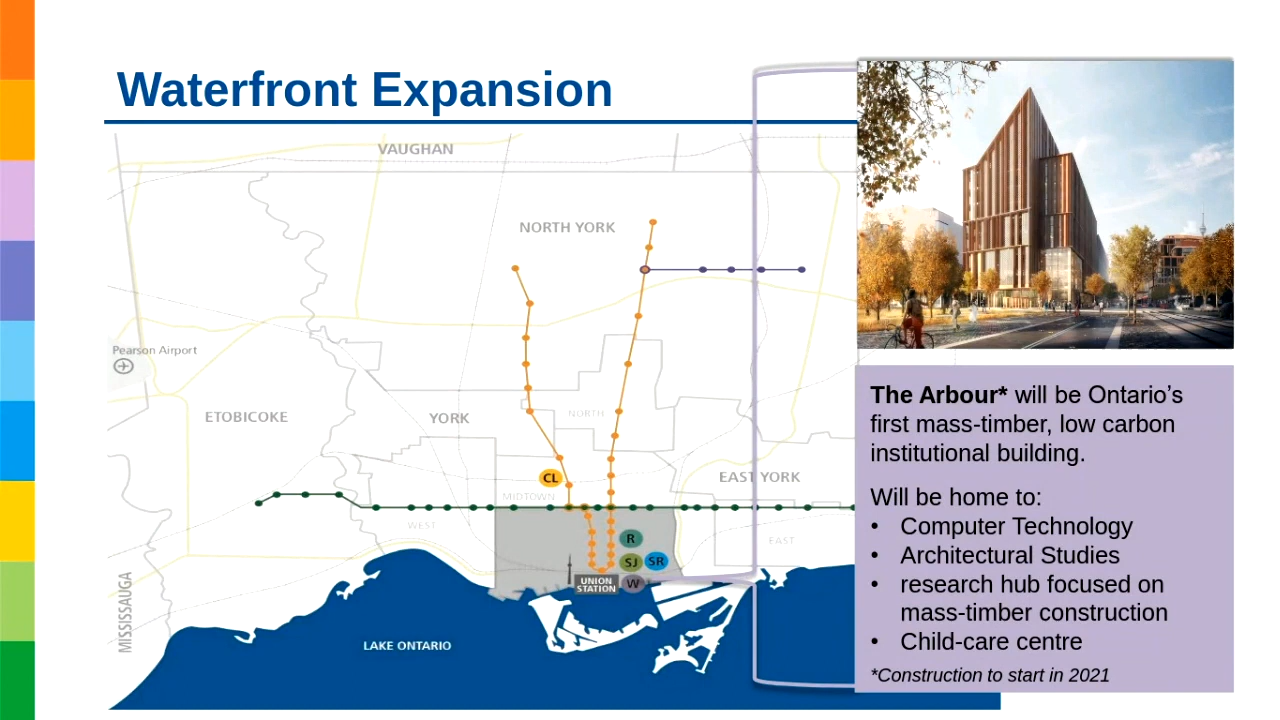 Waterfront Expansion
VAUGHAN
NORTH YORK
Pearson Airport
ETOBICOKE
YORK
NORTH
CL
EAST YORK
MIDTOWN
WEST
EAST
R
SJ
SR
W
UNION
STATION
MISSISSAUGA
LAKE ONTARIO
The Arbour* will be Ontario’s
first mass-timber, low carbon
institutional building.
Will be home to:
• Computer Technology
• Architectural Studies
• research hub focused on
mass-timber construction
• Child-care centre
*Construction to start in 2021